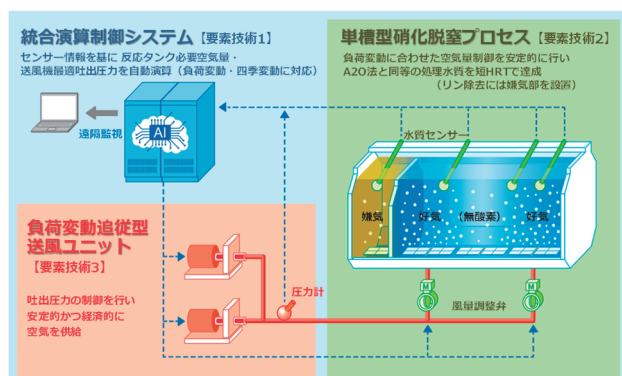 統合演算制御システム【要素技術1】
センサー情報を基に 反応タンク必要空気量・
送風機最適吐出圧力を自動演算（負荷変動・四季変動に対応）
遠隔監視
AI
単槽型硝化脱窒プロセス【要素技術2】
負荷変動に合わせた空気量制御を安定的に行い
A2O法と同等の処理水質を短HRTで達成
（リン除去には嫌気部を設置）
水質センサー
嫌気 好気 （無酸素） 好気
負荷変動追従型
送風ユニット
【要素技術3】
吐出圧力の制御を行い
安定的かつ経済的に
空気を供給
圧力計
M M
風量調整弁